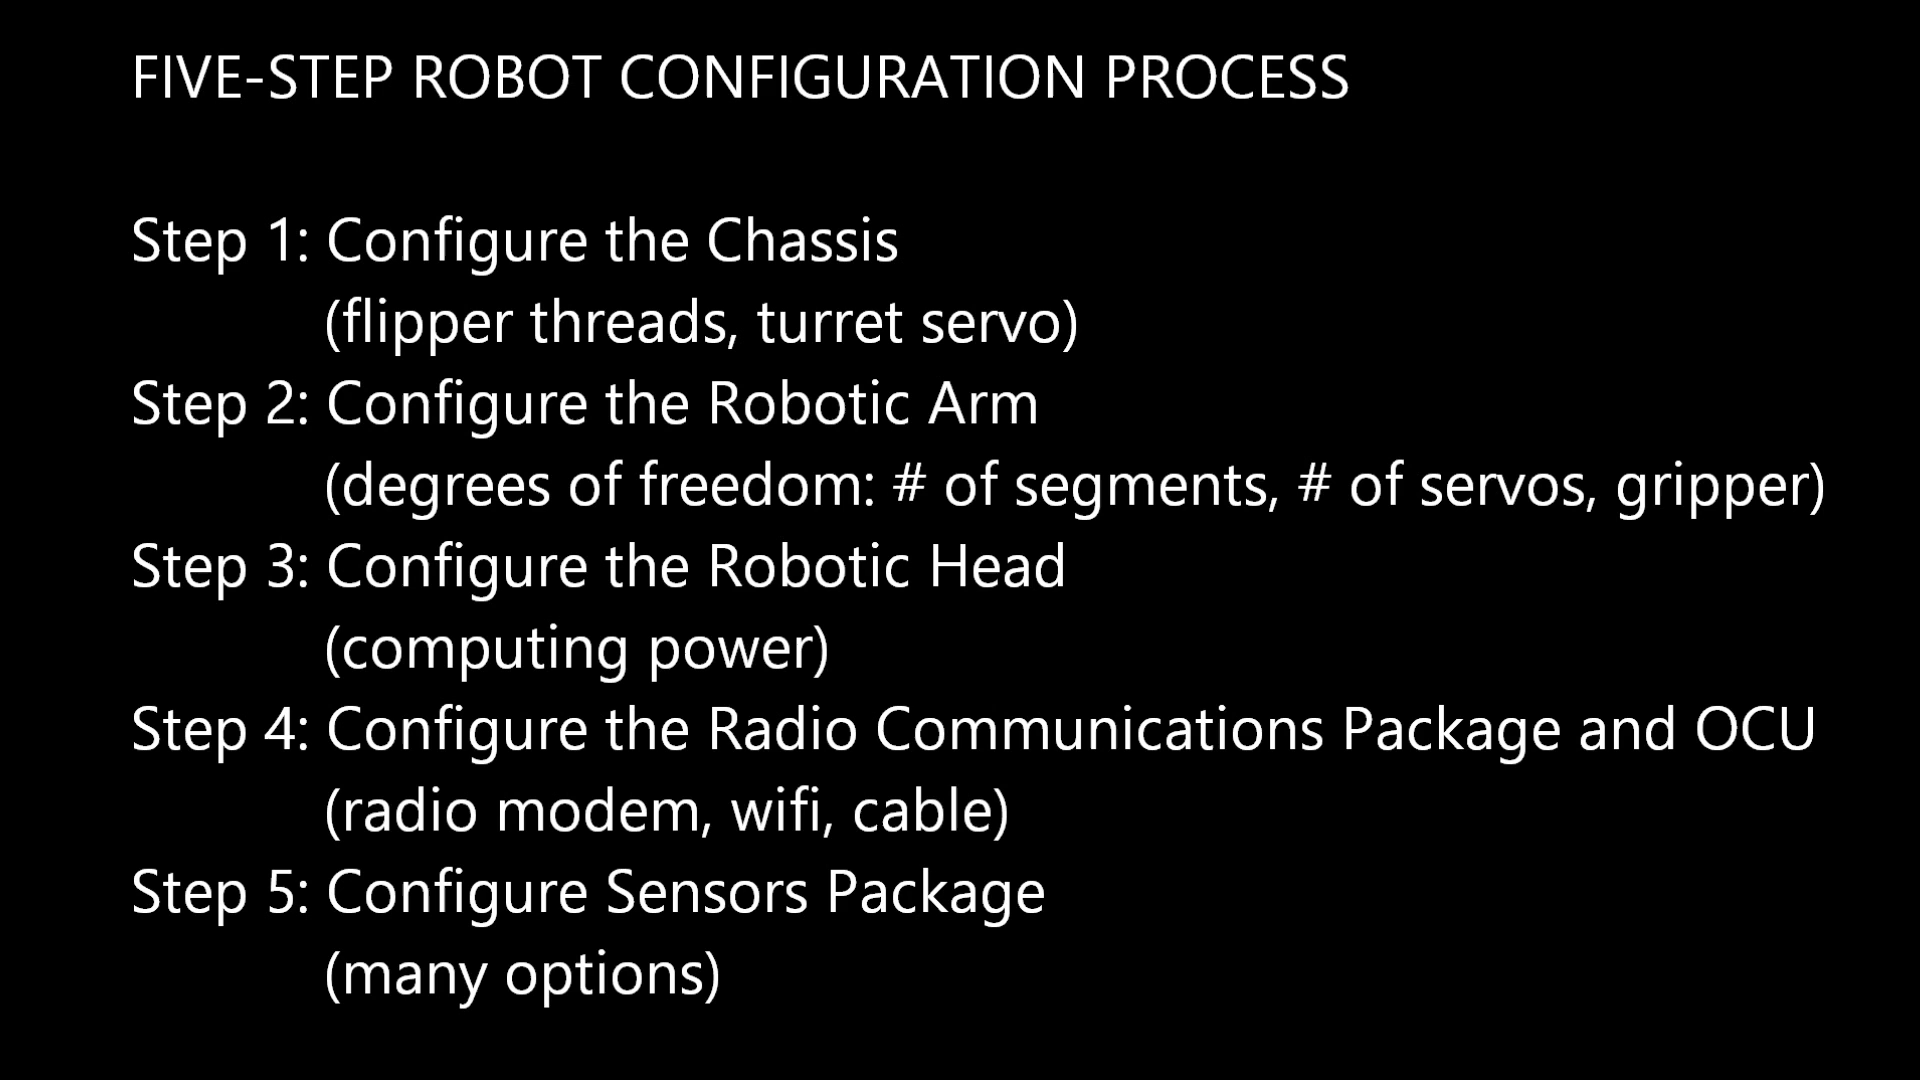 FIVE-STEP ROBOT CONFIGURATION PROCESS
Step 1: Configure the Chassis
(flipper threads, turret servo)
Step 2: Configure the Robotic Arm
(degrees of freedom: # of segments, # of servos, gripper)
Step 3: Configure the Robotic Head
(computing power)
Step 4: Configure the Radio Communications Package and OCU
(radio modem, wifi, cable)
Step 5: Configure Sensors Package
(many options)